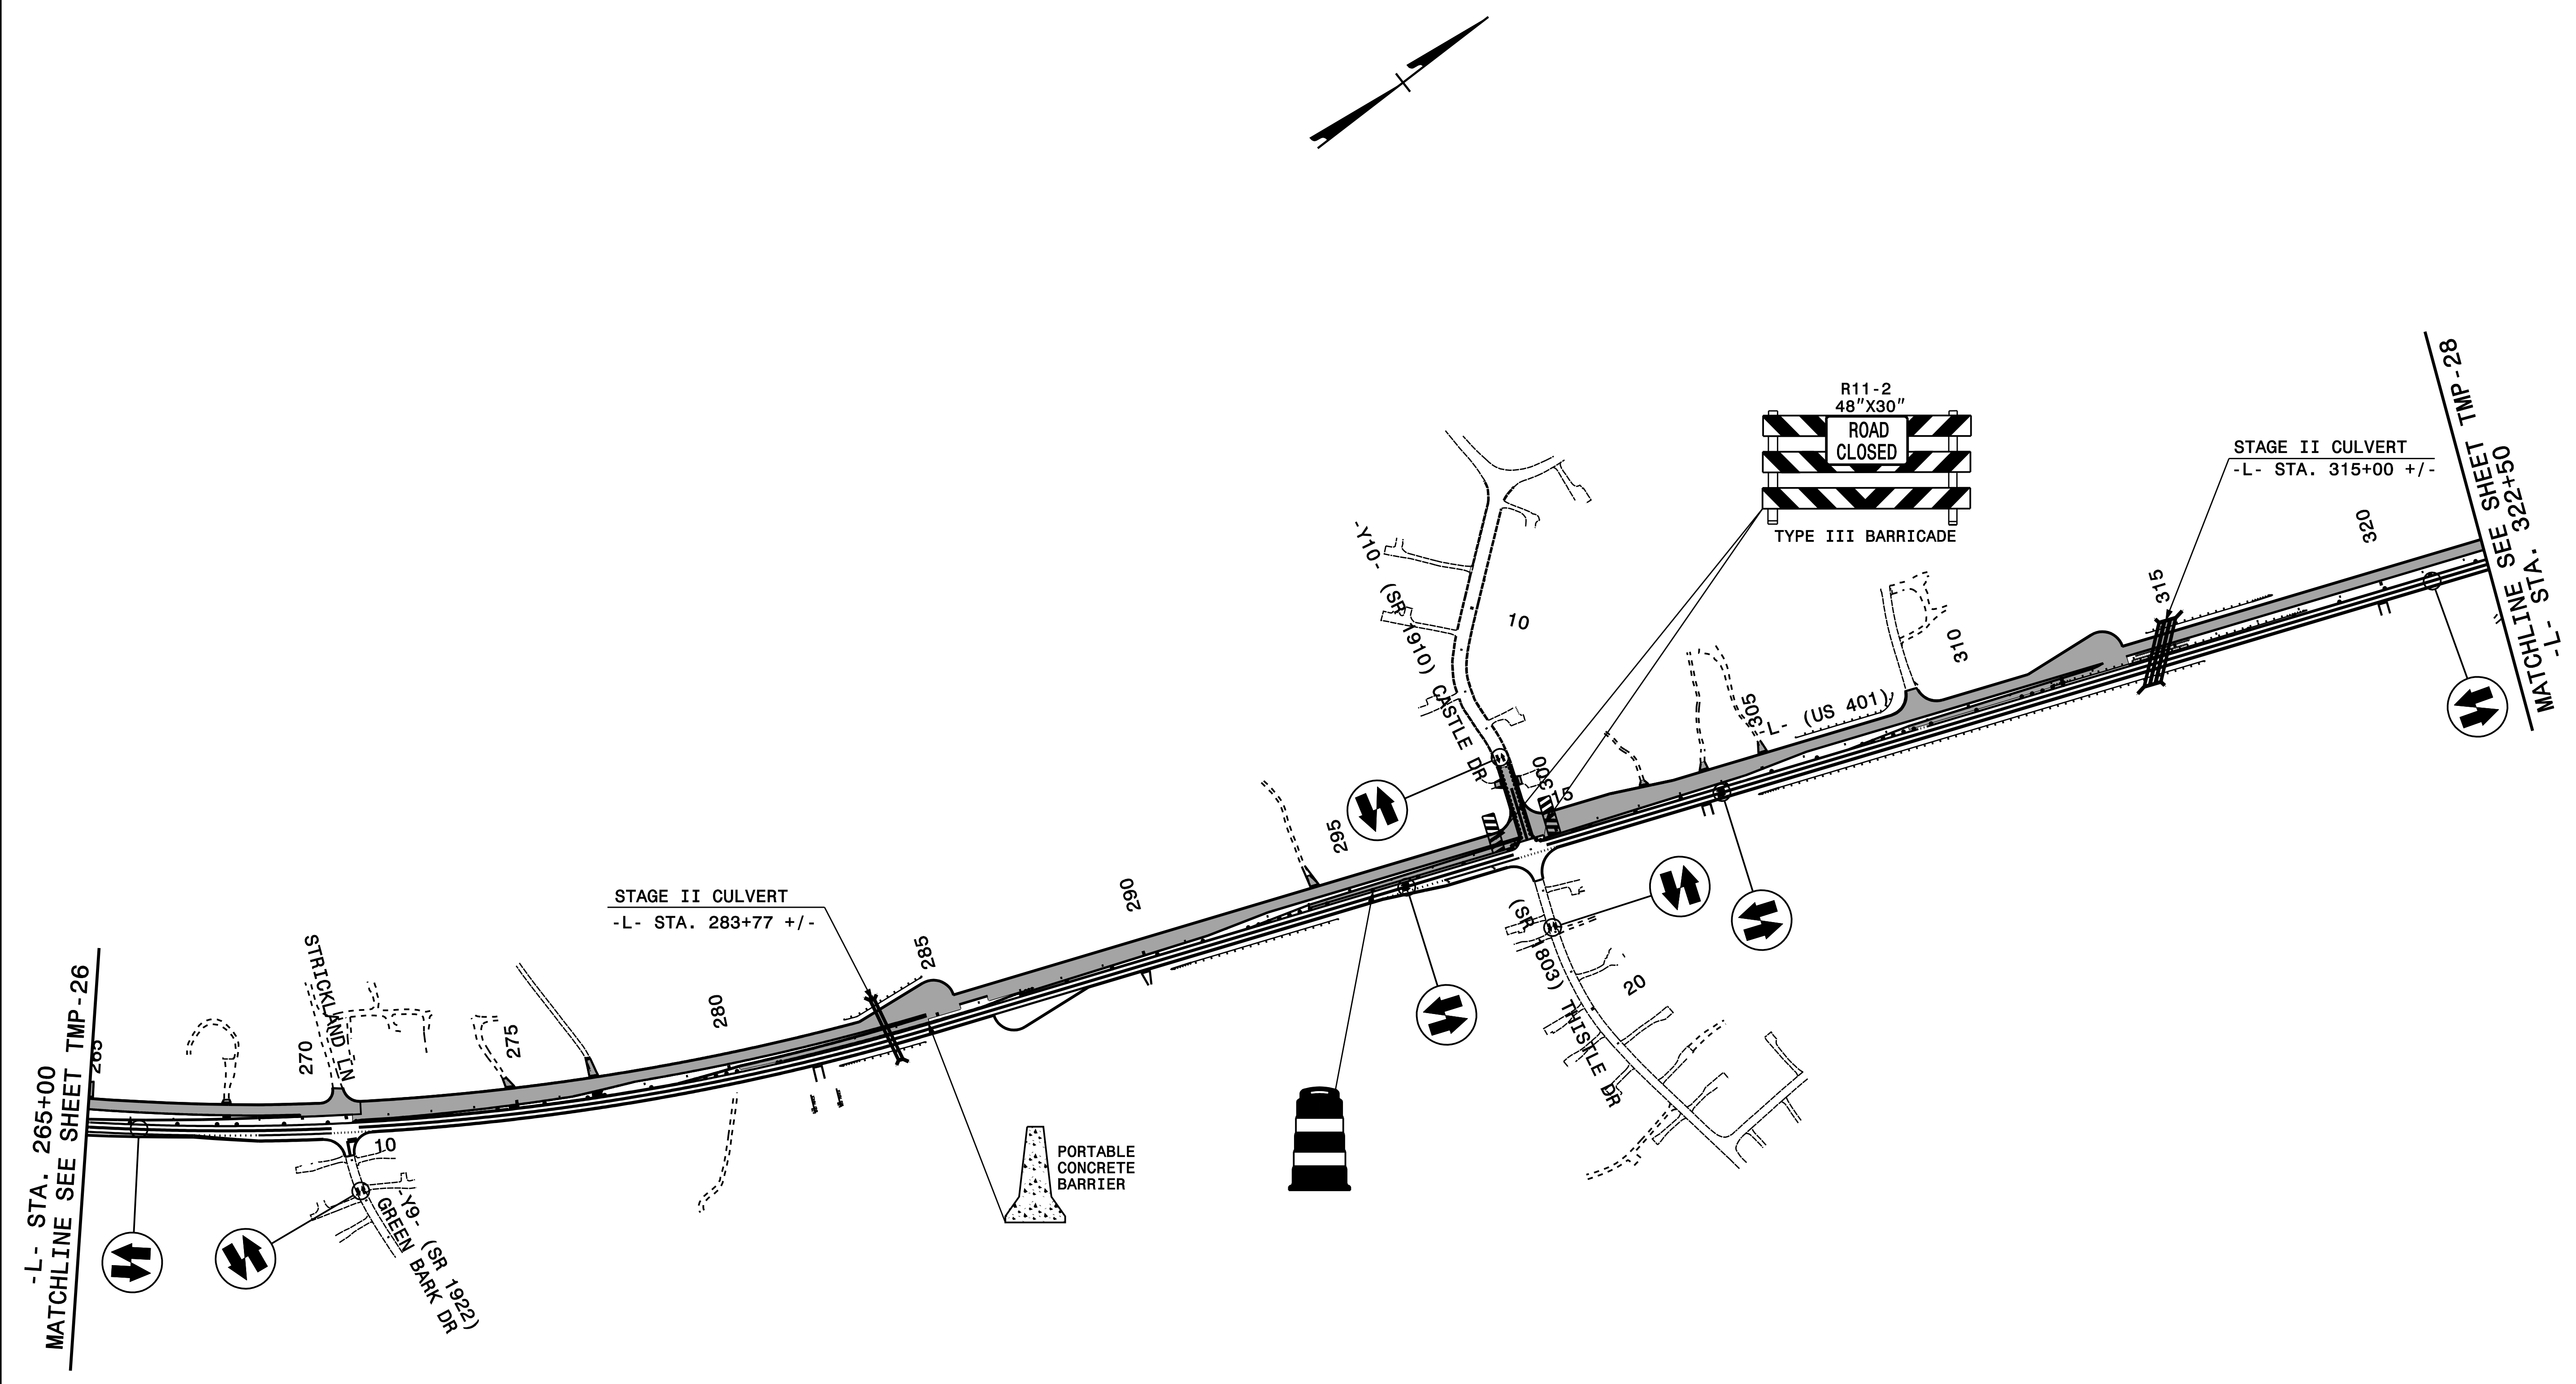 R11-2
48"X30"
ROAD
CLOSED
TYPE III BARRICADE
STAGE II CULVERT
-L- STA. 315+00 +/-
MATCHLINE SEE SHEET TMP-28
-L- STA. 322+50
320
315
310
-L- (US 401)
305
300
15
10
-Y10- (SR 1910) CASTLE DR
295
290
285
STAGE II CULVERT
-L- STA. 283+77 +/-
280
275
270
STRICKLAND LN
265
-L- STA. 265+00
MATCHLINE SEE SHEET TMP-26
10
-Y9- (SR 1922)
GREEN BARK DR
PORTABLE
CONCRETE
BARRIER
(SR 1803) THISTLE DR
20